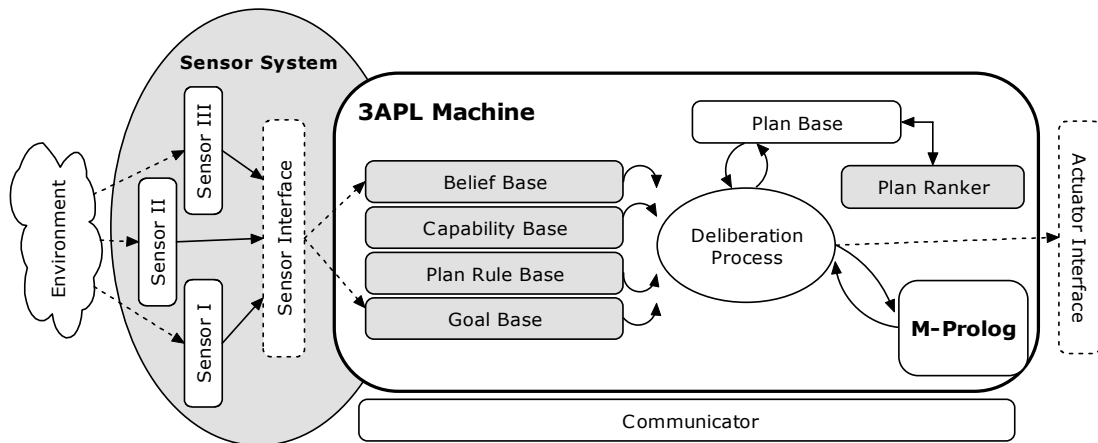 Sensor System
3APL Machine
Environment
Sensor III
Sensor II
Sensor I
Sensor Interface
Belief Base
Capability Base
Plan Rule Base
Goal Base
Plan Base
Plan Ranker
Deliberation
Process
M-Prolog
Actuator Interface
Communicator